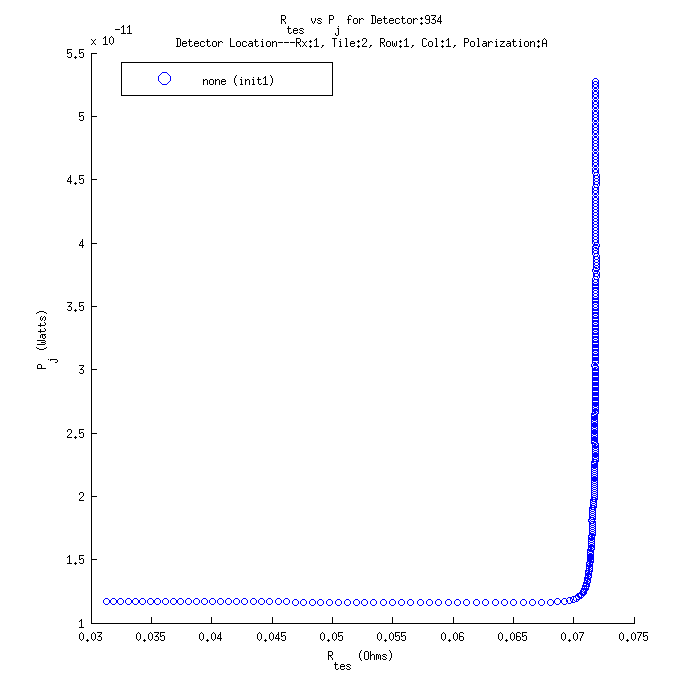 R_tes vs P_j for Detector:934
Detector Location---Rx:1, Tile:2, Row:1, Col:1, Polarization:A
x 10^-11
none (init1)
5.5
5
4.5
4
3.5
3
2.5
2
1.5
1
P_j (Watts)
0.03 0.035 0.04 0.045 0.05 0.055 0.06 0.065 0.07 0.075
R_tes (Ohms)